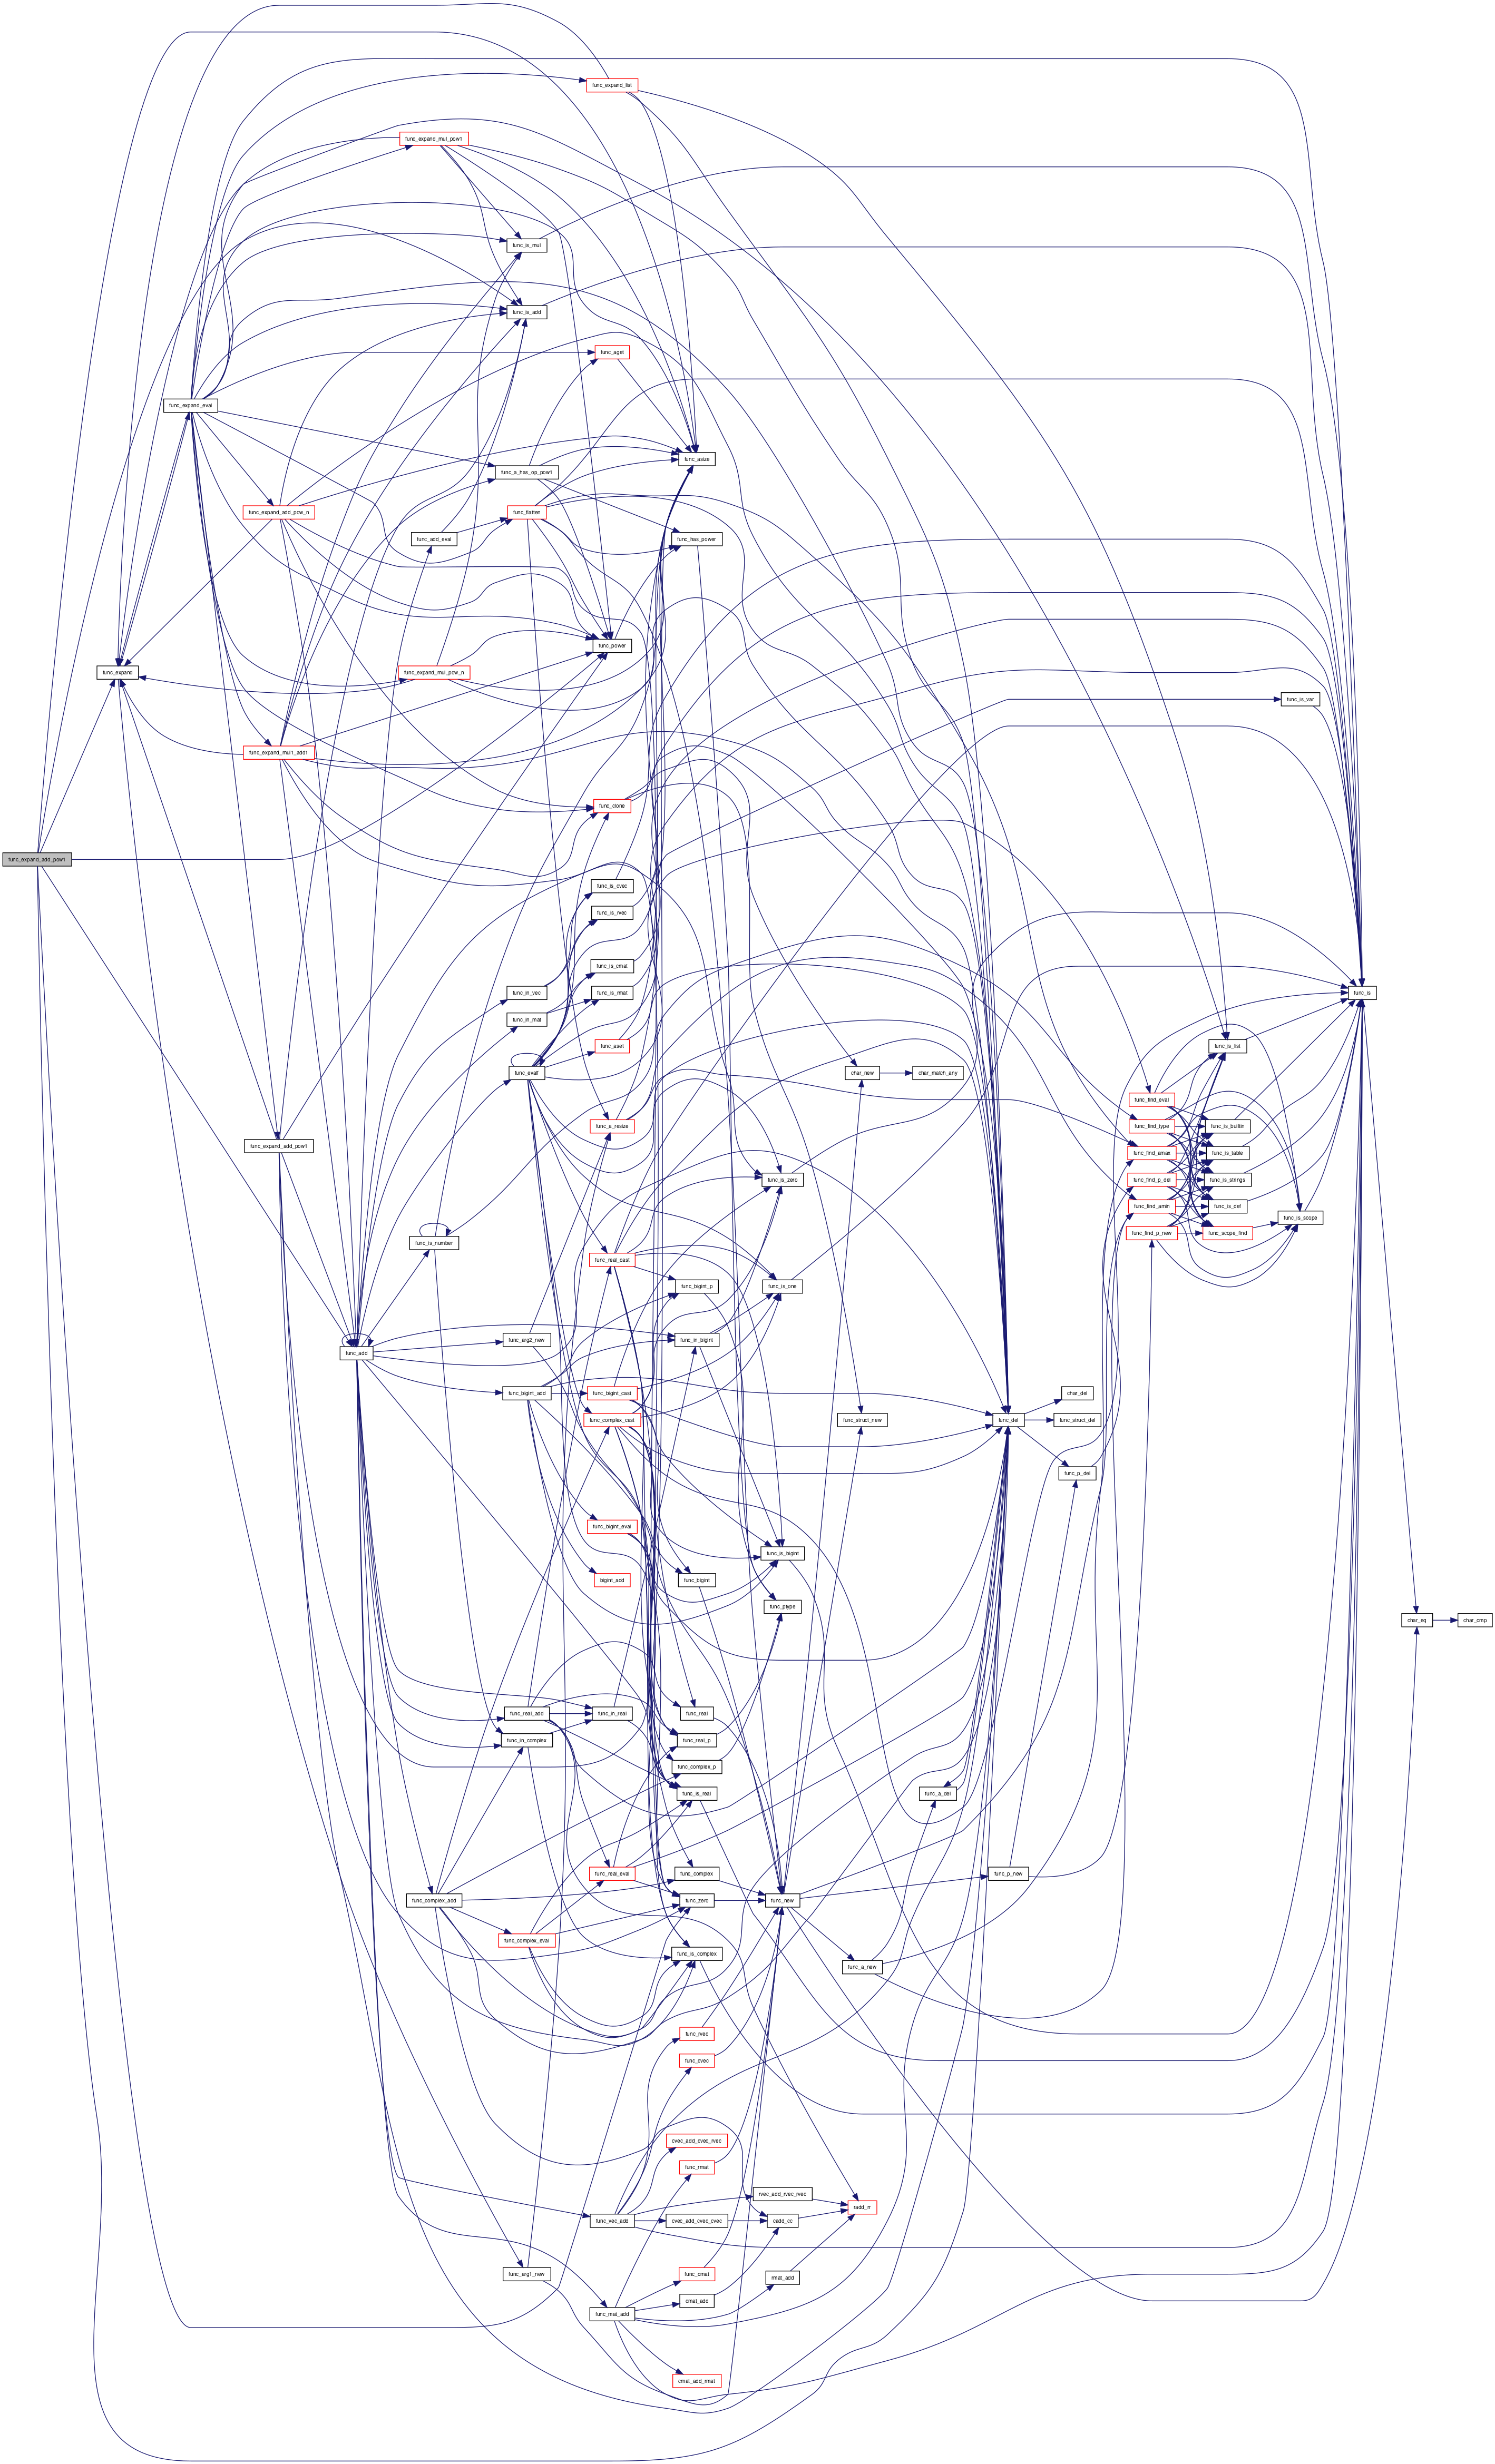 func_expand_list
func_expand_mul_pow1
func_is_mul
func_is_add
func_aget
func_expand_eval
func_asize
func_a_has_op_pow1
func_expand_add_pow_n
func_flatten
func_add_eval
func_has_power
func_power
func_expand
func_expand_mul_pow_n
func_is_var
func_expand_mul1_add1
func_clone
func_expand_add_pow1
char_new
char_match_any
func_evalf
func_is_cvec
func_is_rvec
func_is_cmat
func_in_vec
func_is_rmat
func_is
func_in_mat
func_aset
func_is_list
func_find_eval
func_a_resize
func_find_type
func_is_builtin
func_expand_add_pow1
func_find_amax
func_is_table
func_is_zero
func_find_p_del
func_is_strings
func_find_amin
func_is_def
func_is_scope
func_find_p_new
func_scope_find
func_is_number
func_real_cast
func_bigint_p
func_is_one
func_add
func_arg2_new
func_in_bigint
func_bigint_add
func_bigint_cast
char_del
func_complex_cast
func_struct_new
func_del
func_struct_del
func_p_del
func_bigint_eval
func_is_bigint
bigint_add
func_bigint
func_ptype
char_eq
char_cmp
func_real_add
func_in_real
func_real
func_in_complex
func_real_p
func_complex_p
func_is_real
func_a_del
func_real_eval
func_complex
func_p_new
func_complex_add
func_zero
func_new
func_complex_eval
func_is_complex
func_a_new
func_rvec
func_cvec
cvec_add_cvec_rvec
func_rmat
rvec_add_rvec_rvec
radd_rr
func_vec_add
cvec_add_cvec_cvec
cadd_cc
func_arg1_new
func_cmat
rmat_add
cmat_add
func_mat_add
cmat_add_rmat